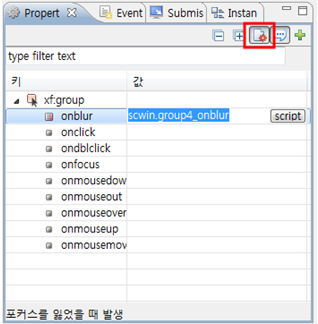 Propert Event Submis Instan
type filter text
키 값
xf:group
onblur scwin.group4_onblur script
onclick
ondblclick
onfocus
onmousedow
onmouseout
onmouseover
onmouseup
onmousemov
포커스를 잃었을 때 발생